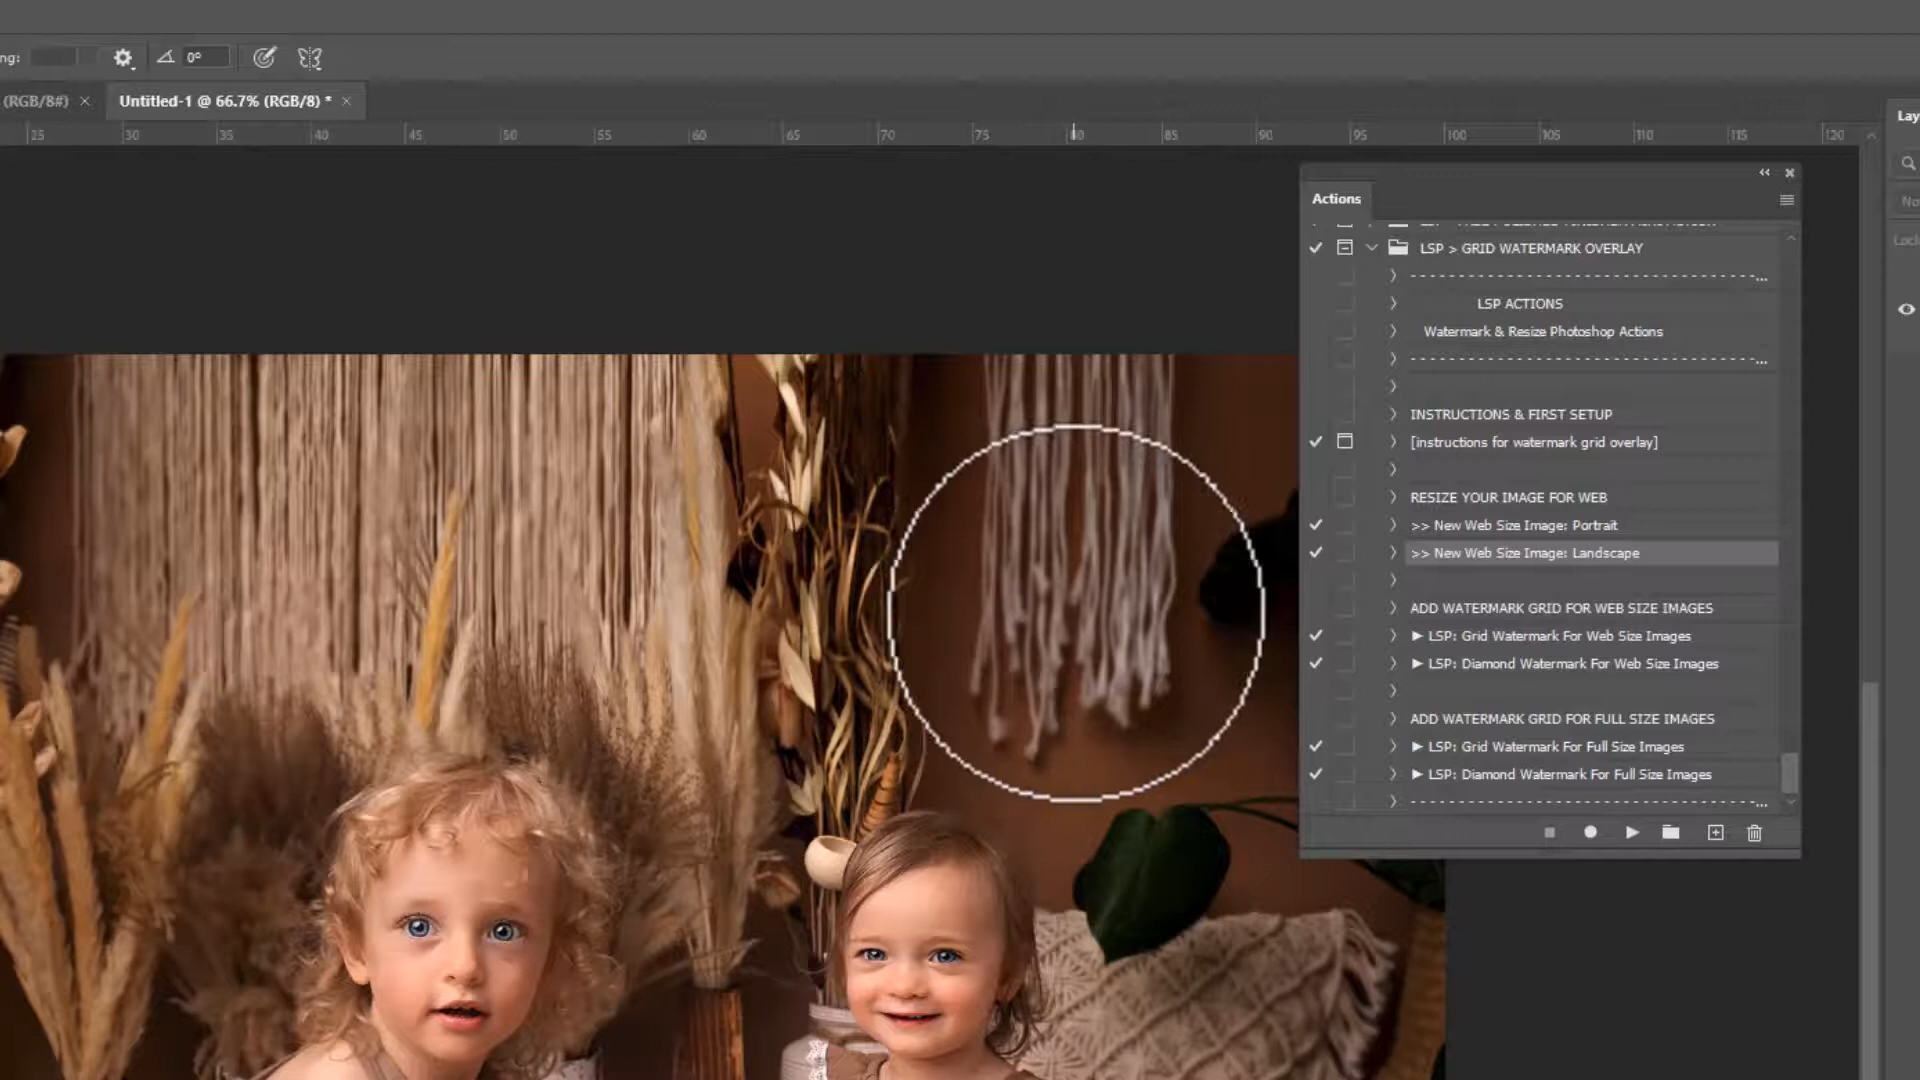 ng:
0°
(RGB/8#)
Untitled-1 @ 66.7% (RGB/8) *
25 30 35 40 45 50 55 60 65 70 75 80 85 90 95 100 105 110 115 120
Lay
Actions
No
Lock
LSP > GRID WATERMARK OVERLAY
- - - - - - - - - - - - - - - - - - - - - - - - - - - - - - - - - - - -...
LSP ACTIONS
Watermark & Resize Photoshop Actions
- - - - - - - - - - - - - - - - - - - - - - - - - - - - - - - - - - - -...
INSTRUCTIONS & FIRST SETUP
[instructions for watermark grid overlay]
RESIZE YOUR IMAGE FOR WEB
>> New Web Size Image: Portrait
>> New Web Size Image: Landscape
ADD WATERMARK GRID FOR WEB SIZE IMAGES
► LSP: Grid Watermark For Web Size Images
► LSP: Diamond Watermark For Web Size Images
ADD WATERMARK GRID FOR FULL SIZE IMAGES
► LSP: Grid Watermark For Full Size Images
► LSP: Diamond Watermark For Full Size Images
- - - - - - - - - - - - - - - - - - - - - - - - - - - - - - - - - - - -...